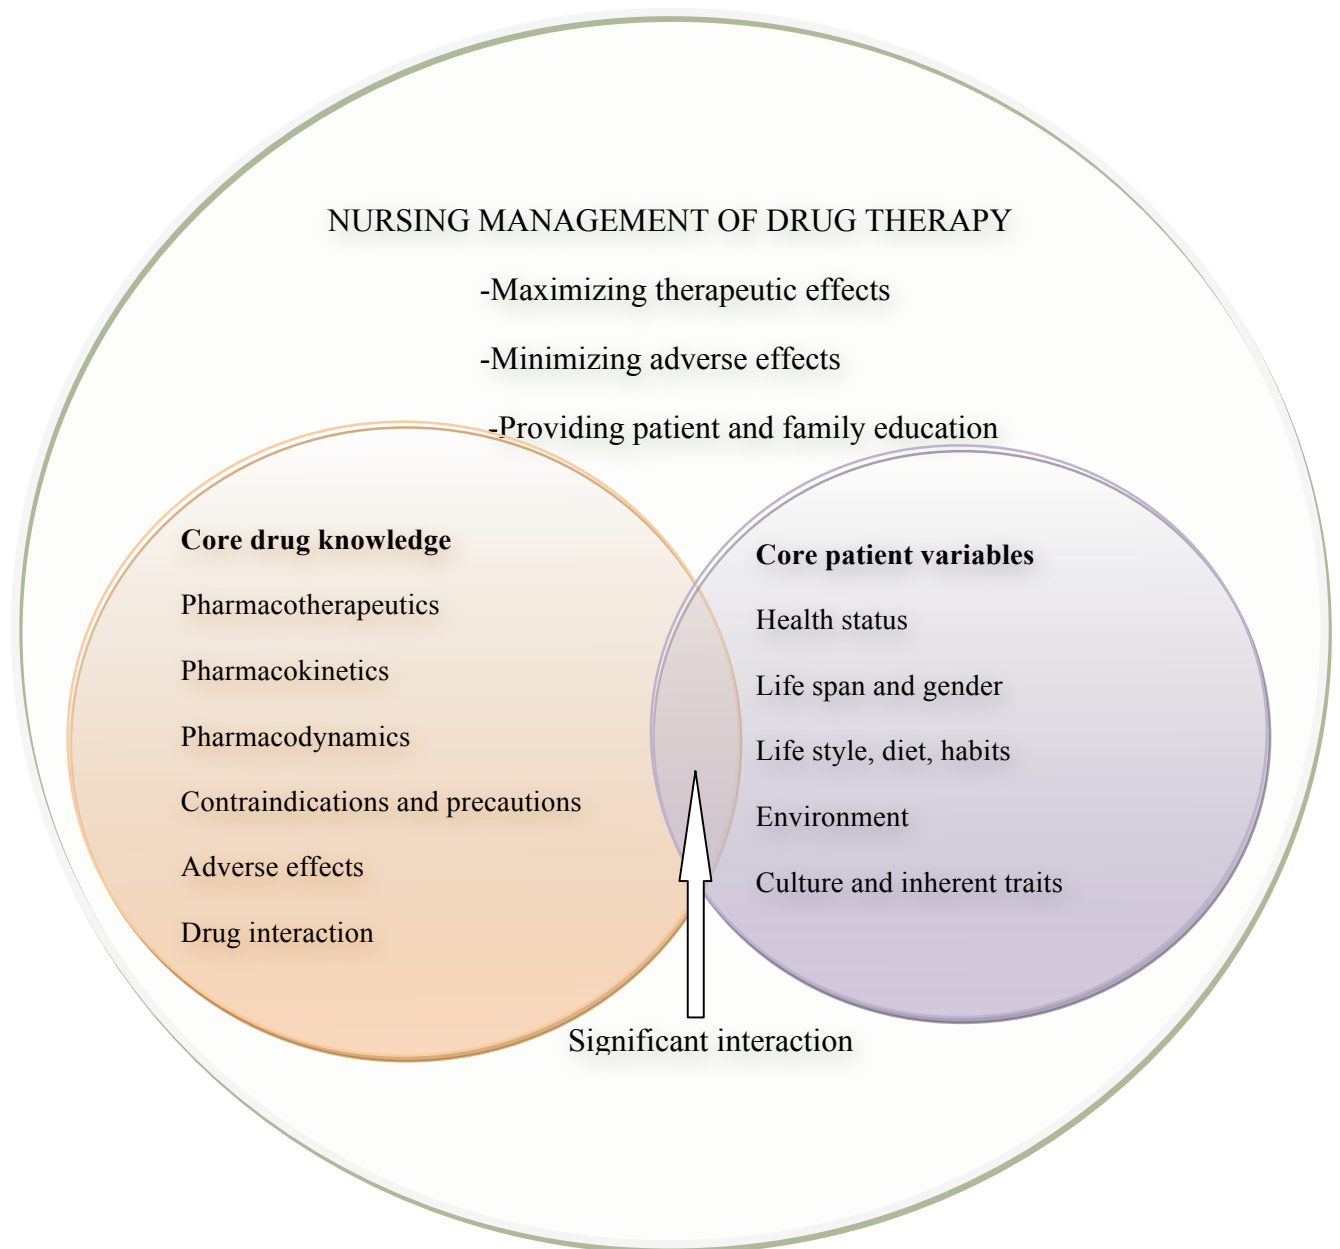 NURSING MANAGEMENT OF DRUG THERAPY
-Maximizing therapeutic effects
-Minimizing adverse effects
-Providing patient and family education
Core drug knowledge
Pharmacotherapeutics
Pharmacokinetics
Pharmacodynamics
Contraindications and precautions
Adverse effects
Drug interaction
Core patient variables
Health status
Life span and gender
Life style, diet, habits
Environment
Culture and inherent traits
Significant interaction